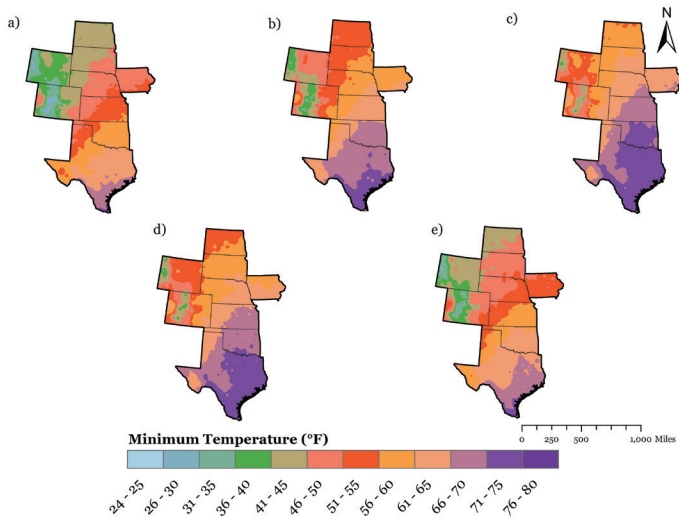 a)
b)
c)
N
d)
e)
0 250 500 1,000 Miles
Minimum Temperature (°F)
24 - 25
26 - 30
31 - 35
36 - 40
41 - 45
46 - 50
51 - 55
56 - 60
61 - 65
66 - 70
71 - 75
76 - 80